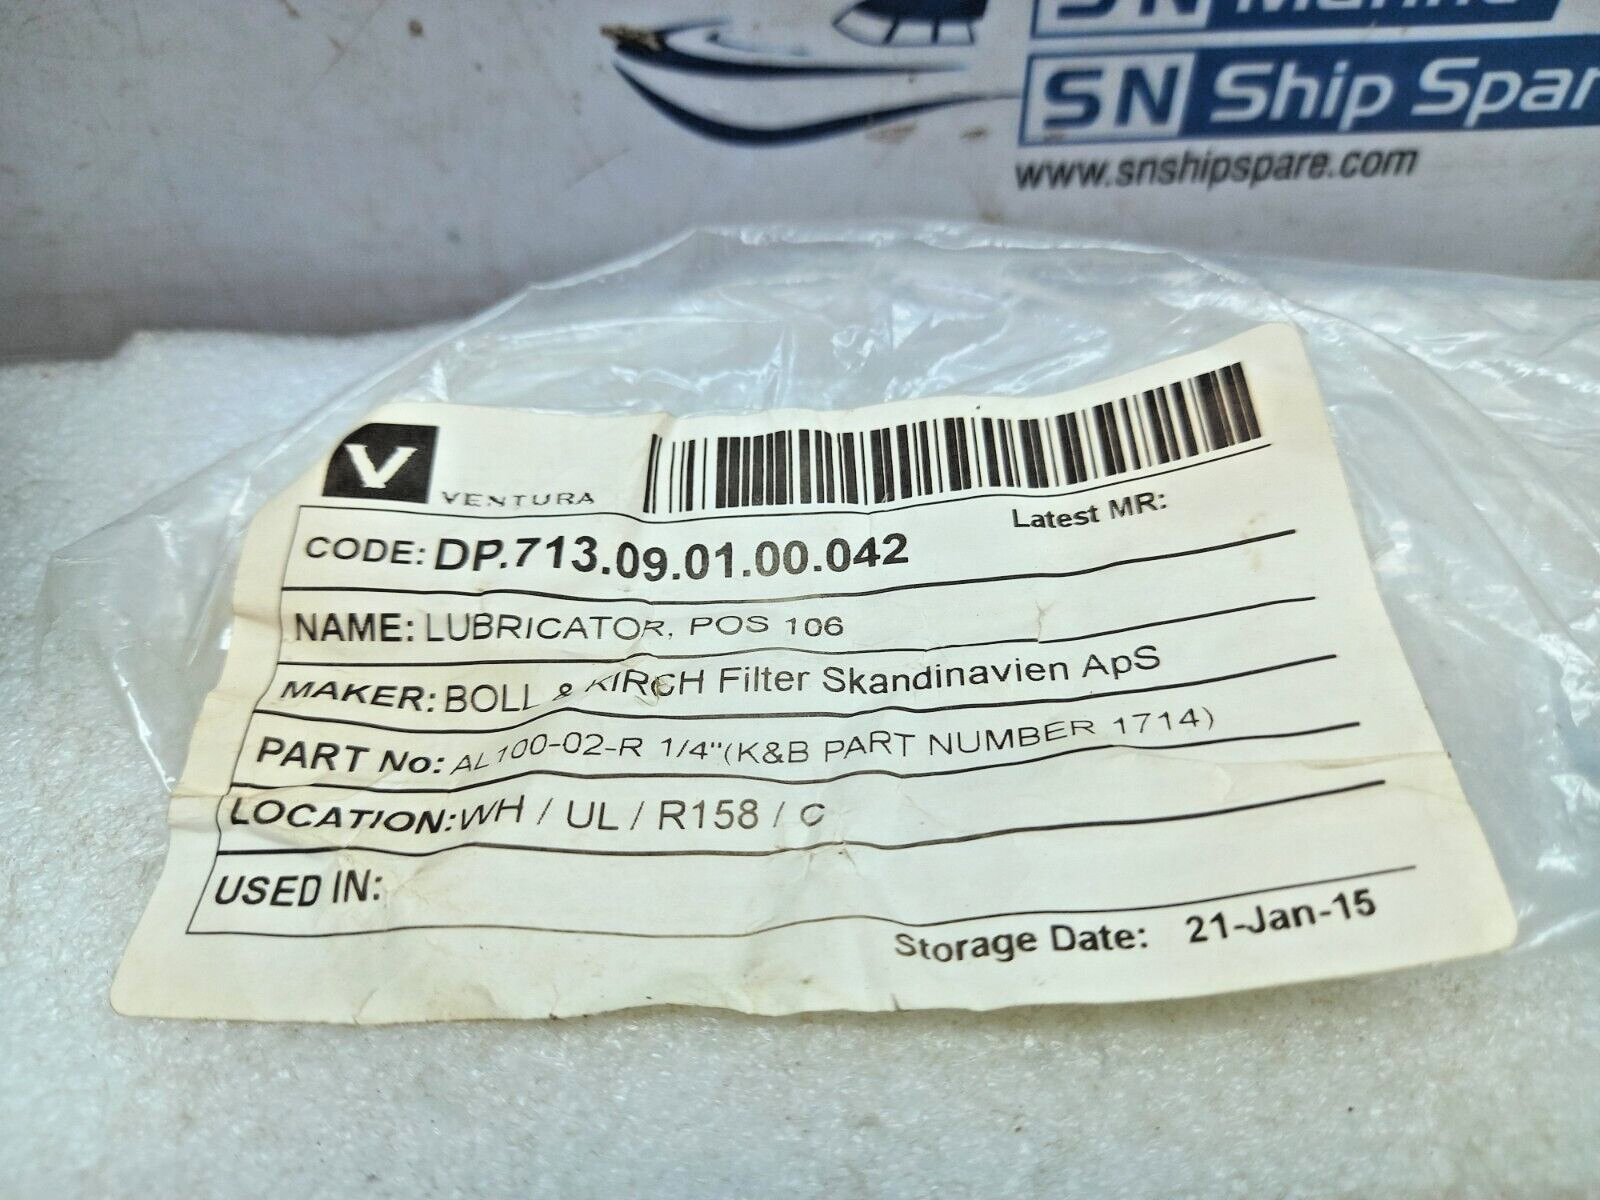 SN Marine
SN Ship Spar
www.snshipspare.com
V
VENTURA
Latest MR:
CODE: DP.713.09.01.00.042
NAME: LUBRICATOR, POS 106
MAKER: BOLL & KIRCH Filter Skandinavien ApS
PART No: AL100-02-R 1/4"(K&B PART NUMBER 1714)
LOCATION: WH / UL / R158 / C
USED IN:
Storage Date: 21-Jan-15